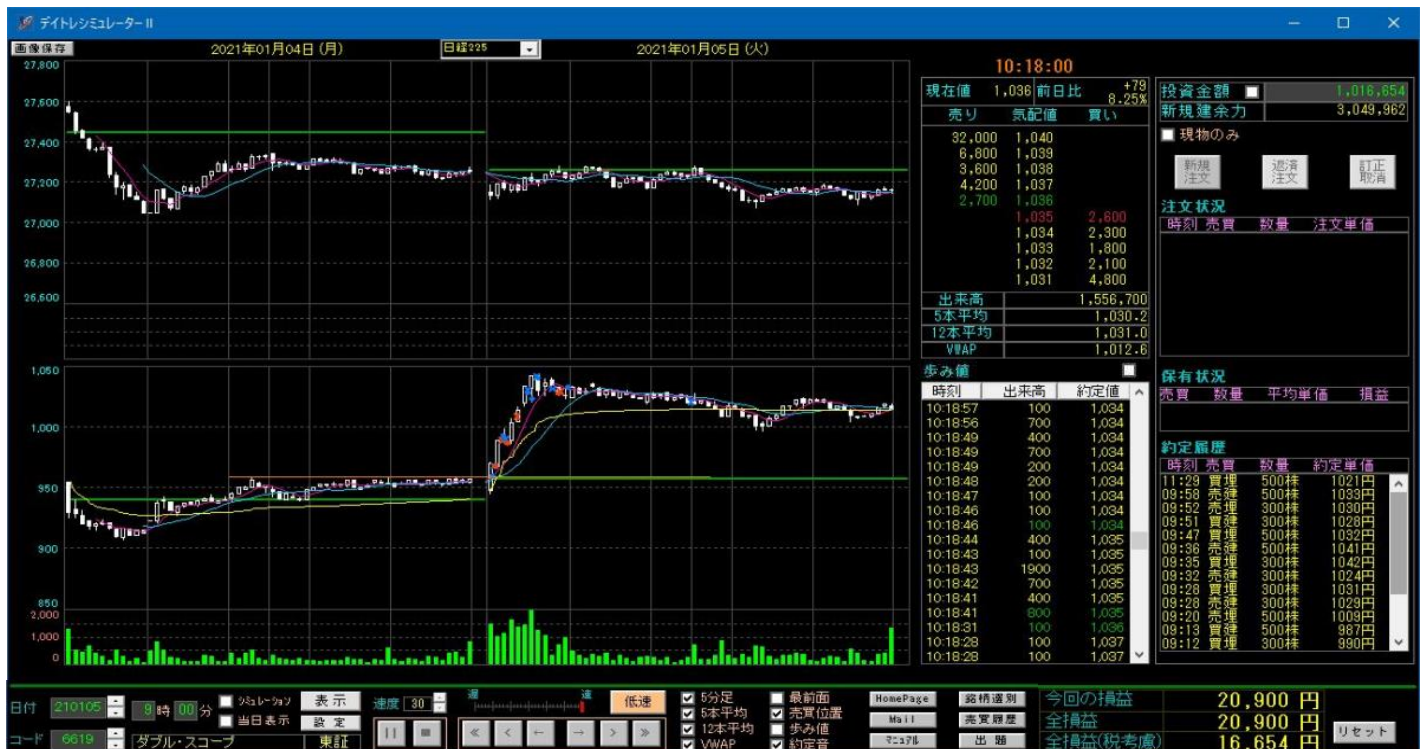 デイトレシミュレーターII
画像保存
2021年01月04日(月)
日経225
2021年01月05日(火)
27,800
27,600
27,400
27,200
27,000
26,800
26,600
1,050
1,000
950
900
850
2,000
1,000
0
10:18:00
現在値 1,036 前日比 +79 8.25%
売り 気配値 買い
32,000 1,040
6,800 1,039
3,600 1,038
4,200 1,037
2,700 1,036
1,035 2,600
1,034 2,300
1,033 1,800
1,032 2,100
1,031 4,800
出来高 1,556,700
5本平均 1,030.2
12本平均 1,031.0
VWAP 1,012.6
歩み値
時刻 出来高 約定値
10:18:57 100 1,034
10:18:56 700 1,034
10:18:49 400 1,034
10:18:49 700 1,034
10:18:49 200 1,034
10:18:48 200 1,034
10:18:47 100 1,034
10:18:46 100 1,034
10:18:46 100 1,034
10:18:44 400 1,035
10:18:43 100 1,035
10:18:43 1900 1,035
10:18:42 700 1,035
10:18:41 400 1,035
10:18:41 800 1,035
10:18:31 100 1,036
10:18:28 100 1,037
10:18:28 100 1,037
投資金額 1,016,654
新規建余力 3,049,962
現物のみ
新規注文
返済注文
訂正取消
注文状況
時刻 売買 数量 注文単価
保有状況
売買 数量 平均単価 損益
約定履歴
時刻 売買 数量 約定単価
11:29 買埋 500株 1021円
09:58 売建 500株 1033円
09:52 売埋 300株 1030円
09:51 買建 300株 1028円
09:47 買埋 500株 1032円
09:36 売建 500株 1041円
09:35 買埋 300株 1042円
09:32 売建 300株 1024円
09:28 買埋 300株 1031円
09:28 売建 300株 1029円
09:20 売埋 500株 1009円
09:13 買建 500株 987円
09:12 買埋 300株 990円
日付 210105 9時00分
シミュレーション
当日表示
表示
設定
コード 6619 ダブル・スコープ 東証
速度 30
遅 速
低速
5分足
5本平均
12本平均
VWAP
最前面
売買位置
歩み値
約定音
HomePage
Mail
マニュアル
銘柄選別
売買履歴
出題
今回の損益 20,900 円
全損益 20,900 円
全損益(税考慮) 16,654 円
リセット